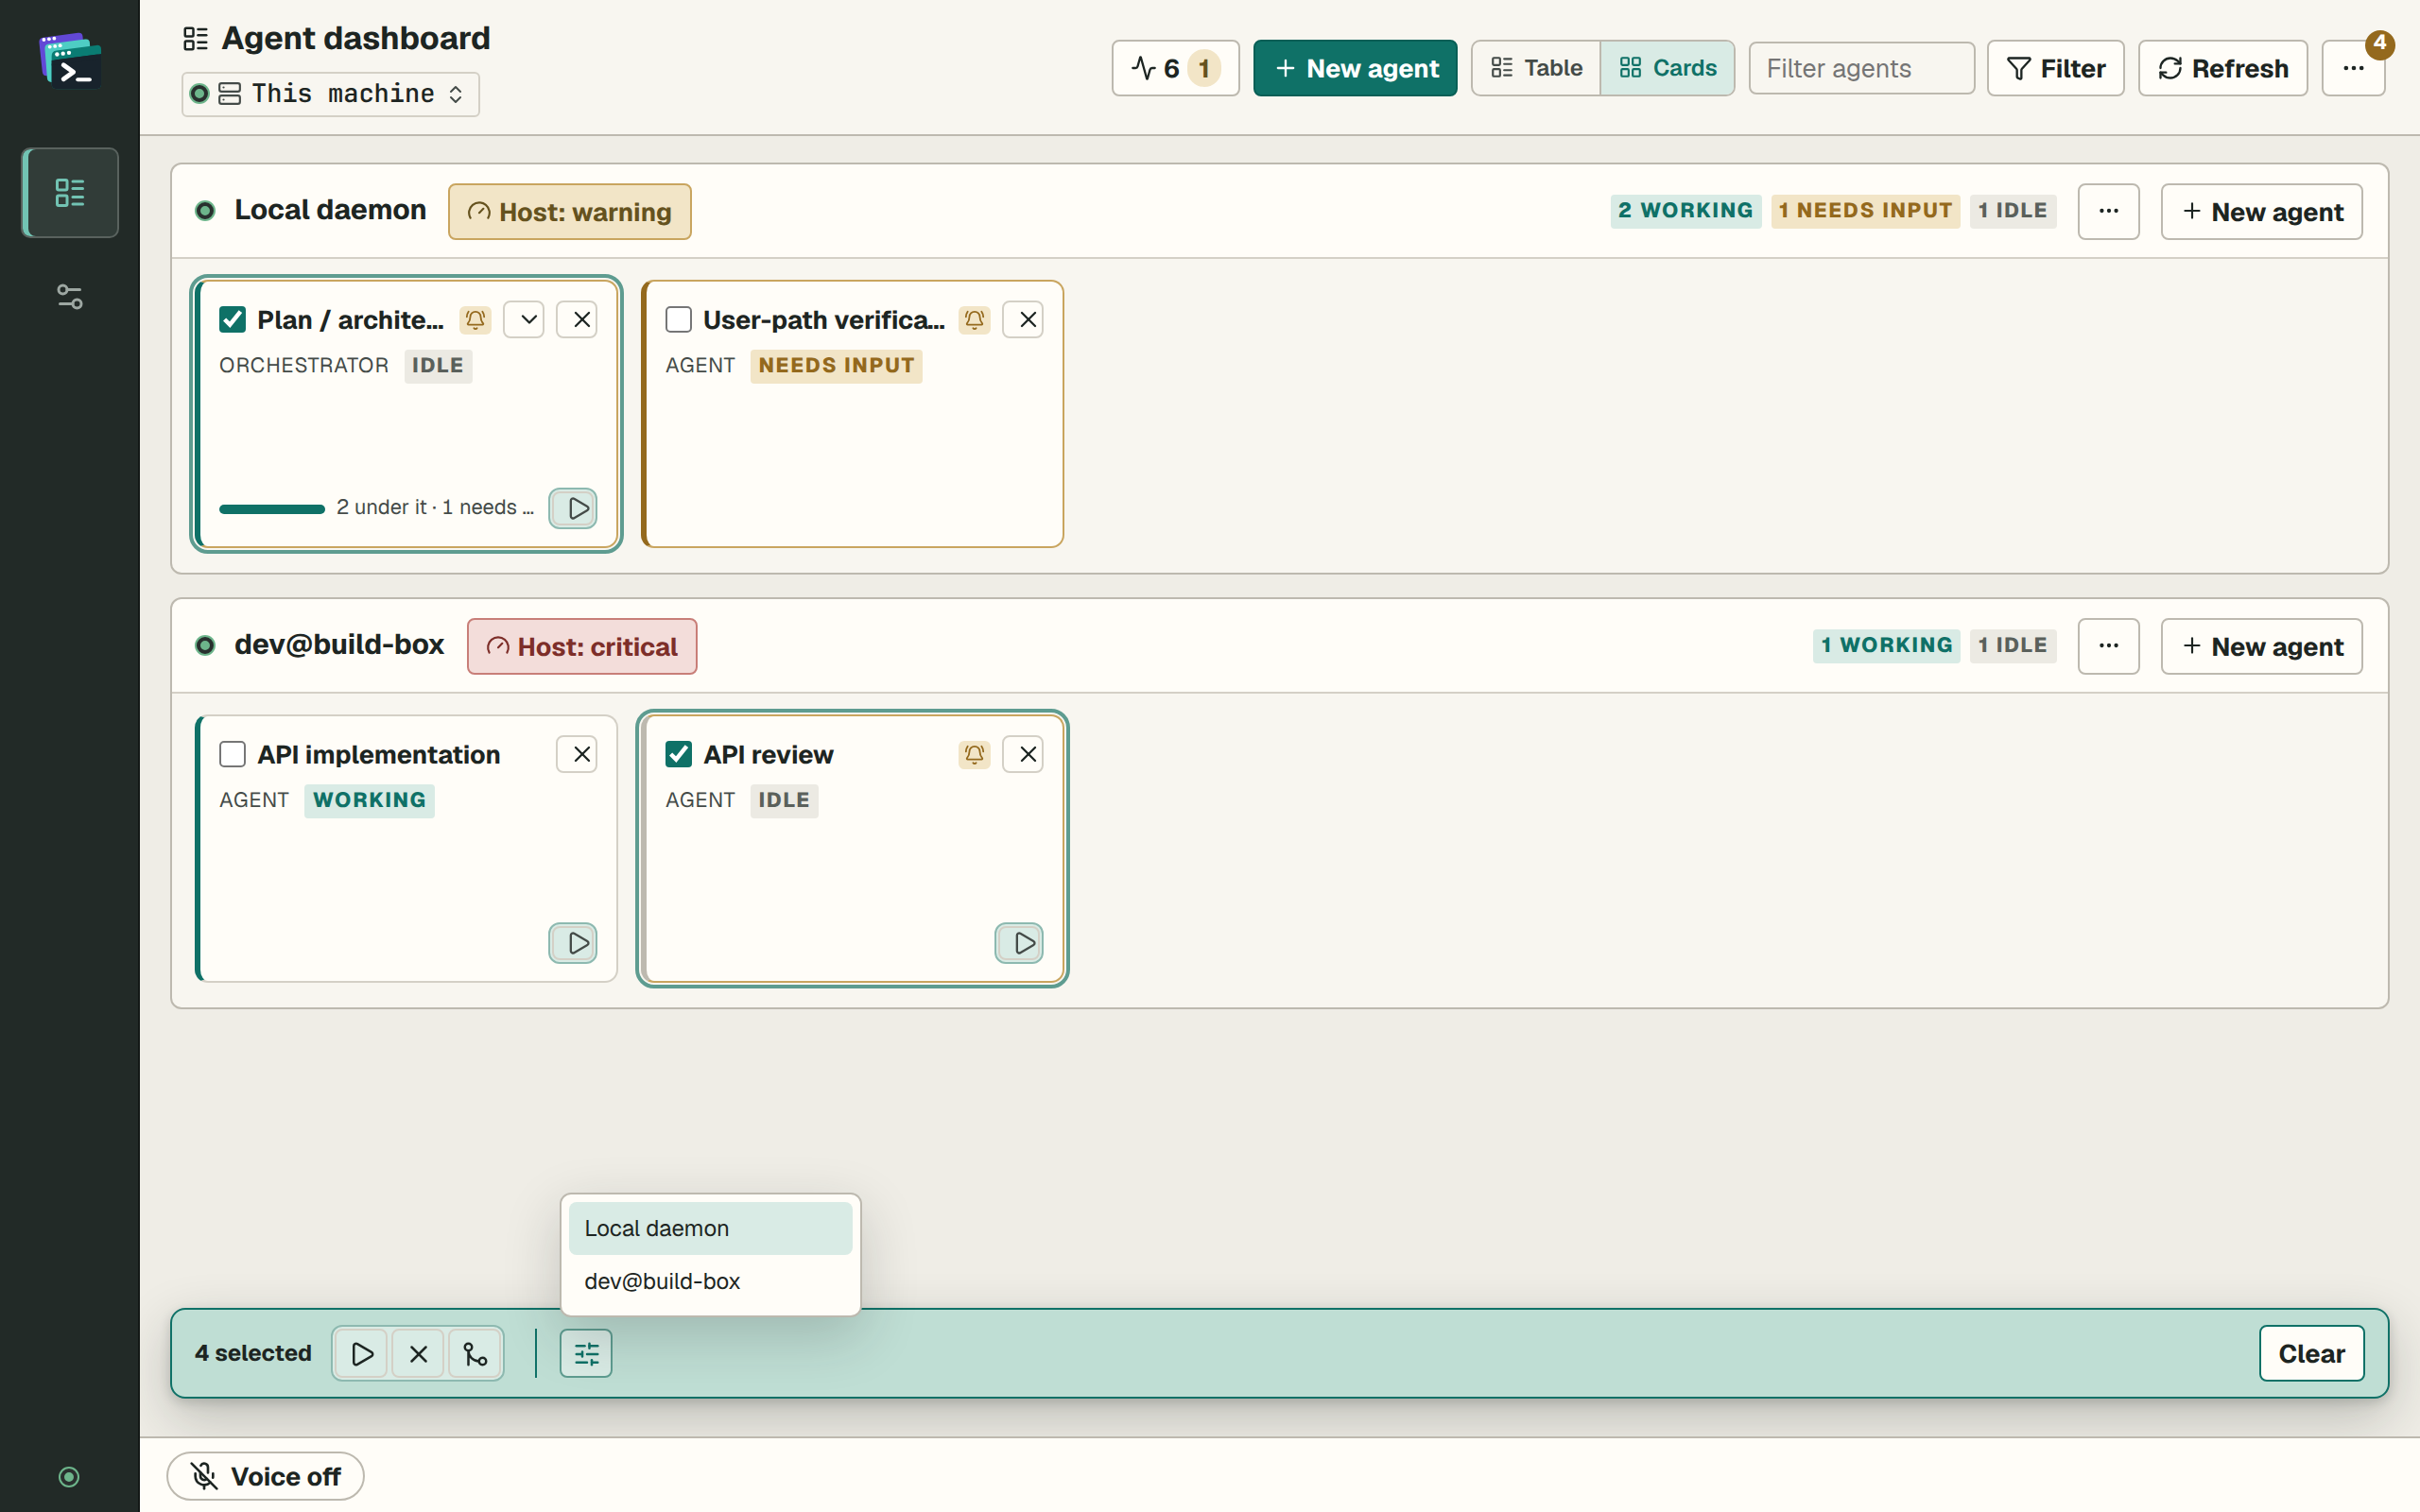 Agent dashboard
This machine
6 1
New agent
Table
Cards
Filter agents
Filter
Refresh
4
Local daemon
Host: warning
2 WORKING
1 NEEDS INPUT
1 IDLE
New agent
Plan / archite...
ORCHESTRATOR IDLE
2 under it · 1 needs ...
User-path verifica...
AGENT NEEDS INPUT
dev@build-box
Host: critical
1 WORKING
1 IDLE
New agent
API implementation
AGENT WORKING
API review
AGENT IDLE
Local daemon
dev@build-box
4 selected
Clear
Voice off